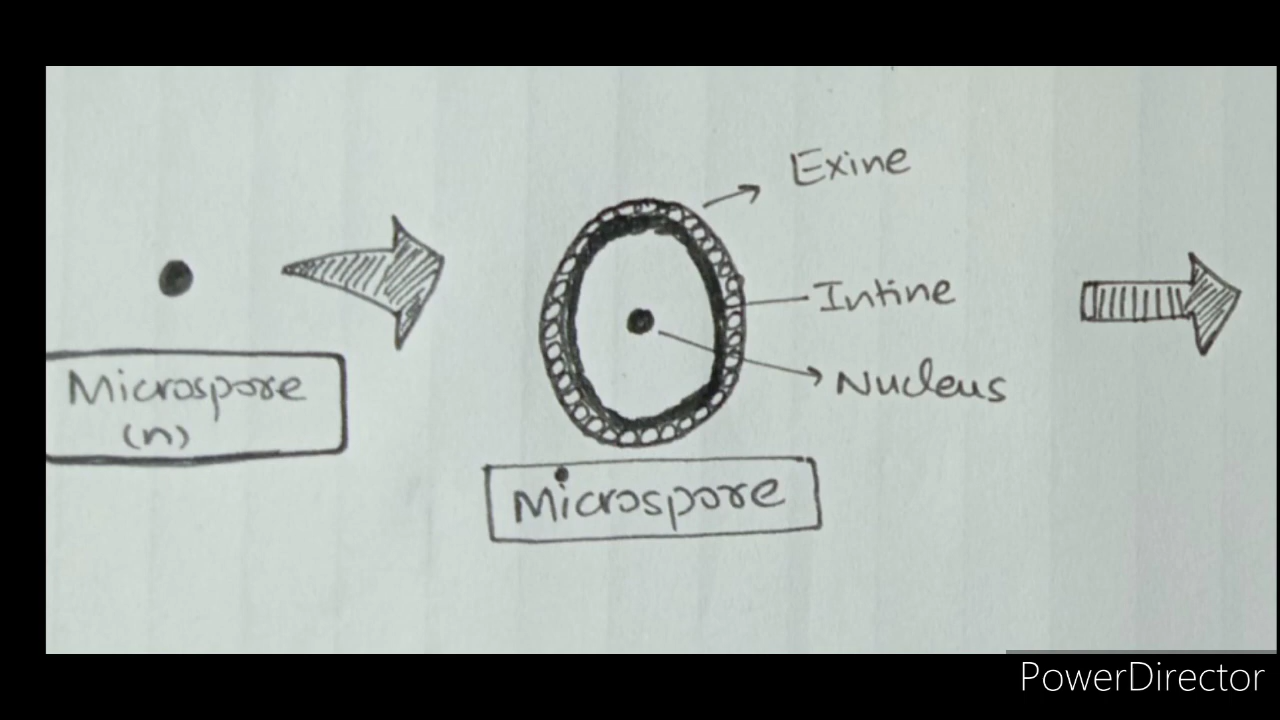 Exine
Intine
Nucleus
Microspore
(n)
Microspore
PowerDirector